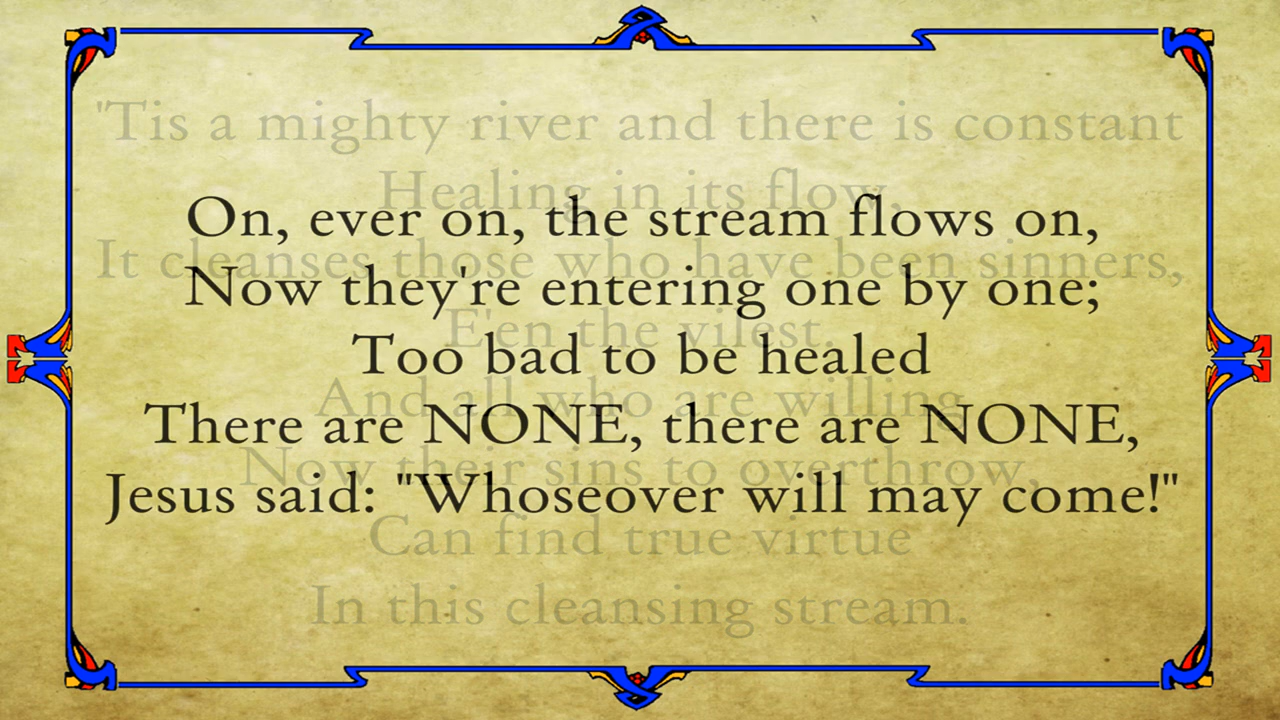 'Tis a mighty river and there is constant
Healing in its flow,
It cleanses those who have been sinners,
E'en the vilest.
And all who are willing
Now their sins to overthrow,
Can find true virtue
In this cleansing stream.
On, ever on, the stream flows on,
Now they're entering one by one;
Too bad to be healed
There are NONE, there are NONE,
Jesus said: "Whoseover will may come!"